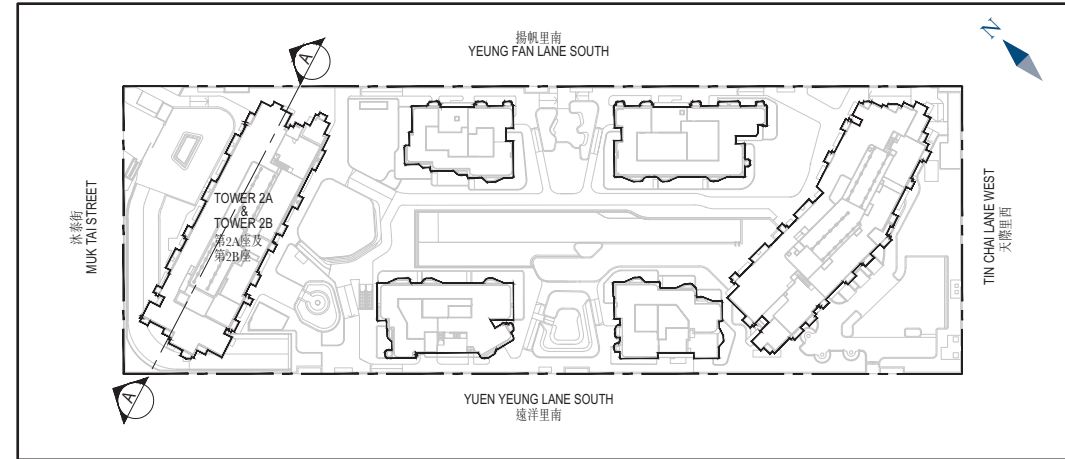 揚帆里南
YEUNG FAN LANE SOUTH
N
A
沐泰街
MUK TAI STREET
TOWER 2A
&
TOWER 2B
第2A座及
第2B座
TIN CHAI LANE WEST
天際里西
A
YUEN YEUNG LANE SOUTH
遠洋里南